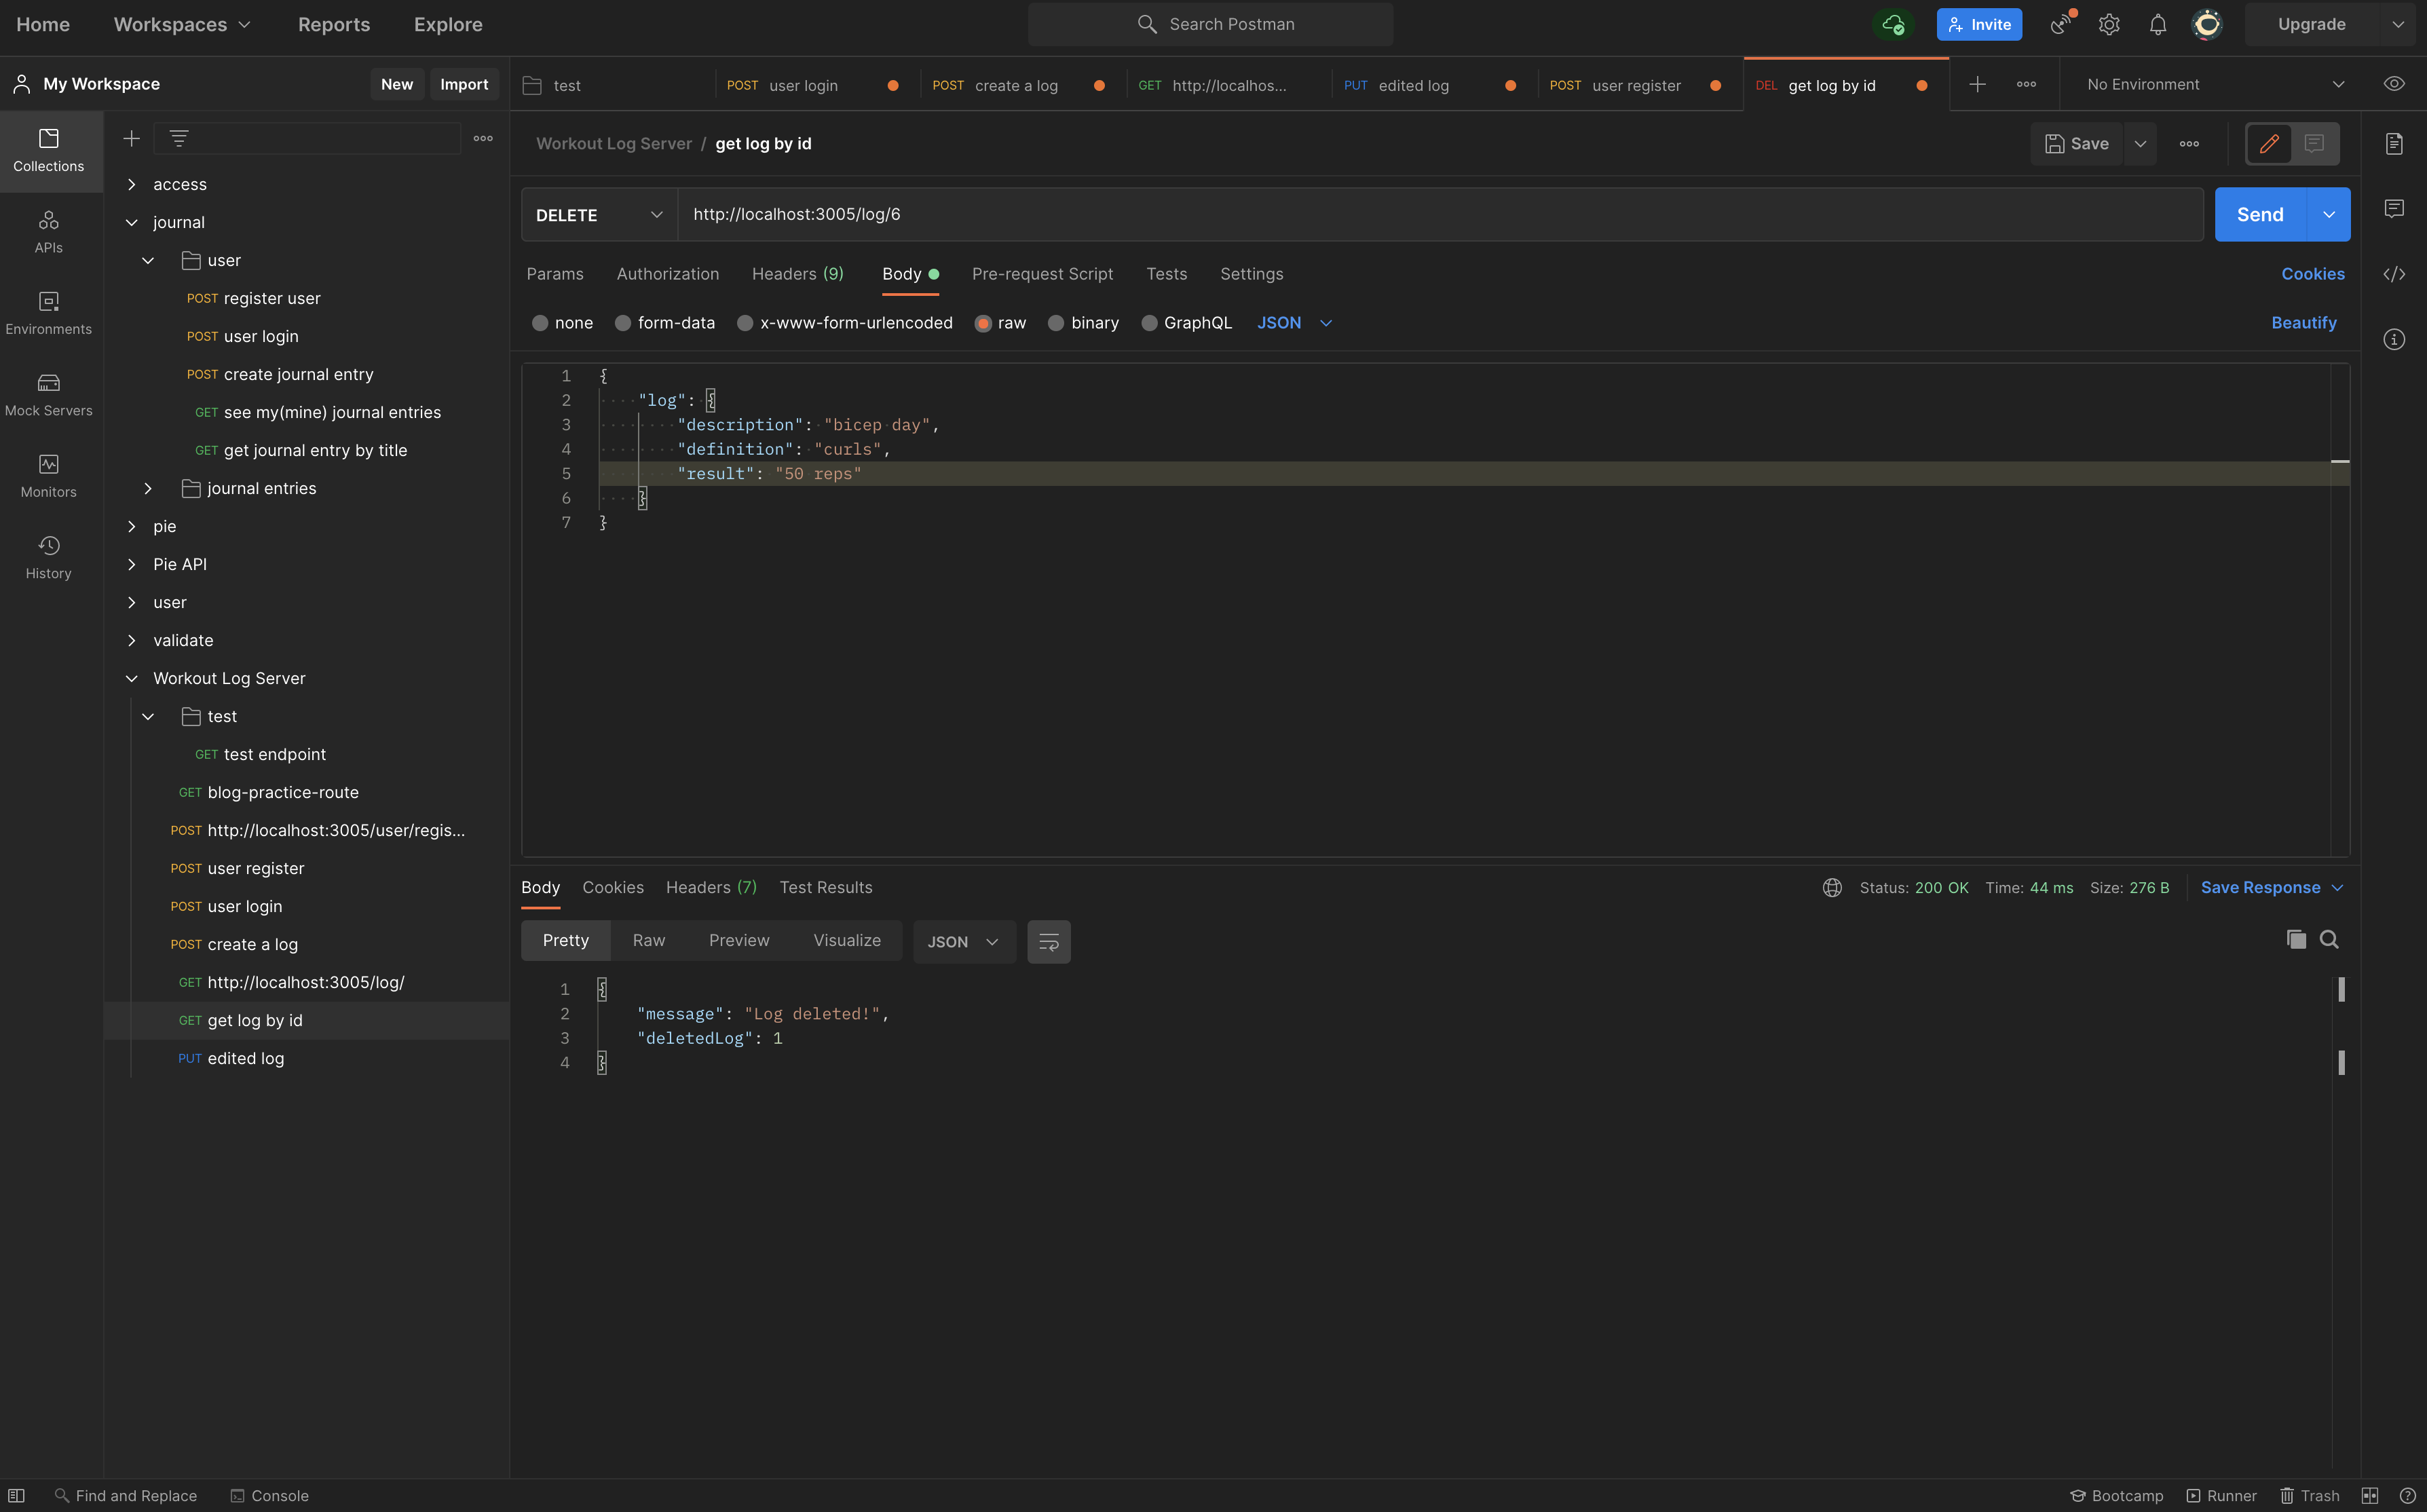 Home Workspaces Reports Explore Search Postman Invite Upgrade
My Workspace New Import
test POST user login POST create a log GET http://localhos... PUT edited log POST user register DEL get log by id ooo No Environment
Collections
APIs
Environments
Mock Servers
Monitors
History
access
journal
user
POST register user
POST user login
POST create journal entry
GET see my(mine) journal entries
GET get journal entry by title
journal entries
pie
Pie API
user
validate
Workout Log Server
test
GET test endpoint
GET blog-practice-route
POST http://localhost:3005/user/regis...
POST user register
POST user login
POST create a log
GET http://localhost:3005/log/
GET get log by id
PUT edited log
Workout Log Server / get log by id Save
DELETE http://localhost:3005/log/6 Send
Params Authorization Headers (9) Body Pre-request Script Tests Settings Cookies
none form-data x-www-form-urlencoded raw binary GraphQL JSON Beautify
1 {
2 "log": {
3 "description": "bicep day",
4 "definition": "curls",
5 "result": "50 reps"
6 }
7 }
Body Cookies Headers (7) Test Results Status: 200 OK Time: 44 ms Size: 276 B Save Response
Pretty Raw Preview Visualize JSON
1 {
2 "message": "Log deleted!",
3 "deletedLog": 1
4 }
Find and Replace Console Bootcamp Runner Trash